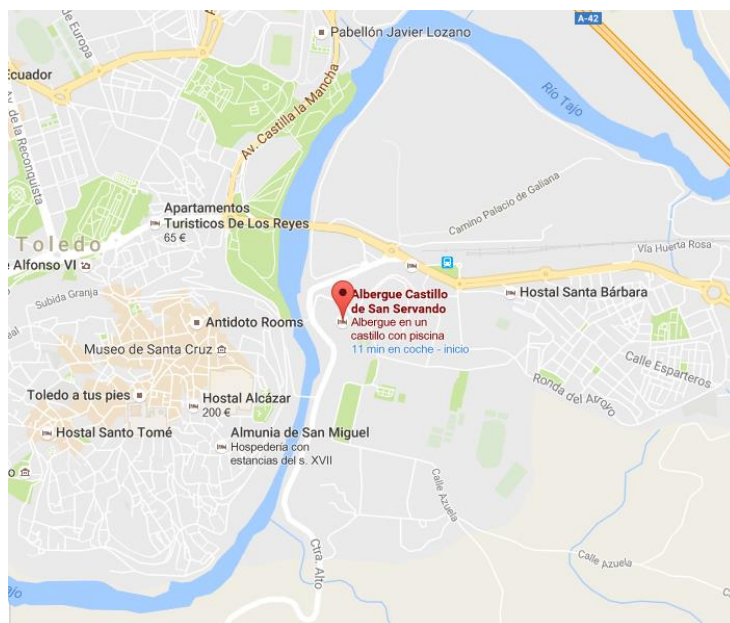 A-42
Pabellón Javier Lozano
de Europa
Ecuador
Av. de la Reconquista
Av. Castilla la Mancha
Río Tajo
Camino Palacio de Galiana
Apartamentos
Turisticos De Los Reyes
65 €
Toledo
Alfonso VI
Vía Huerta Rosa
Subida Granja
Albergue Castillo
de San Servando
Albergue en un
castillo con piscina
11 min en coche - inicio
Hostal Santa Bárbara
Antidoto Rooms
Museo de Santa Cruz
Calle Esparteros
Ronda del Arroyo
Toledo a tus pies
Hostal Alcázar
200 €
Hostal Santo Tomé
Almunia de San Miguel
Hospedería con
estancias del s. XVII
Calle Azuela
Calle Azuela
Ctra. Alto